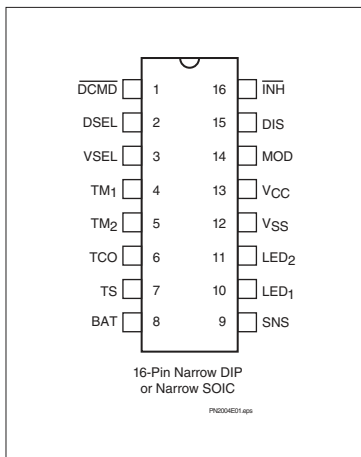 D̅C̅M̅D̅ 1 16 I̅N̅H̅
DSEL 2 15 DIS
VSEL 3 14 MOD
TM1 4 13 VCC
TM2 5 12 VSS
TCO 6 11 LED2
TS 7 10 LED1
BAT 8 9 SNS
16-Pin Narrow DIP
or Narrow SOIC
PN2004E01.eps